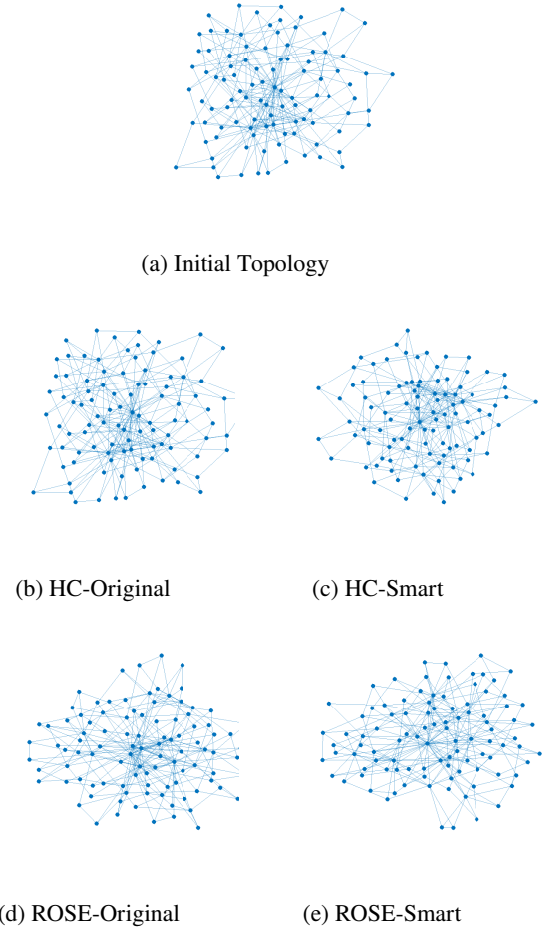 (a) Initial Topology
(b) HC-Original
(c) HC-Smart
(d) ROSE-Original
(e) ROSE-Smart